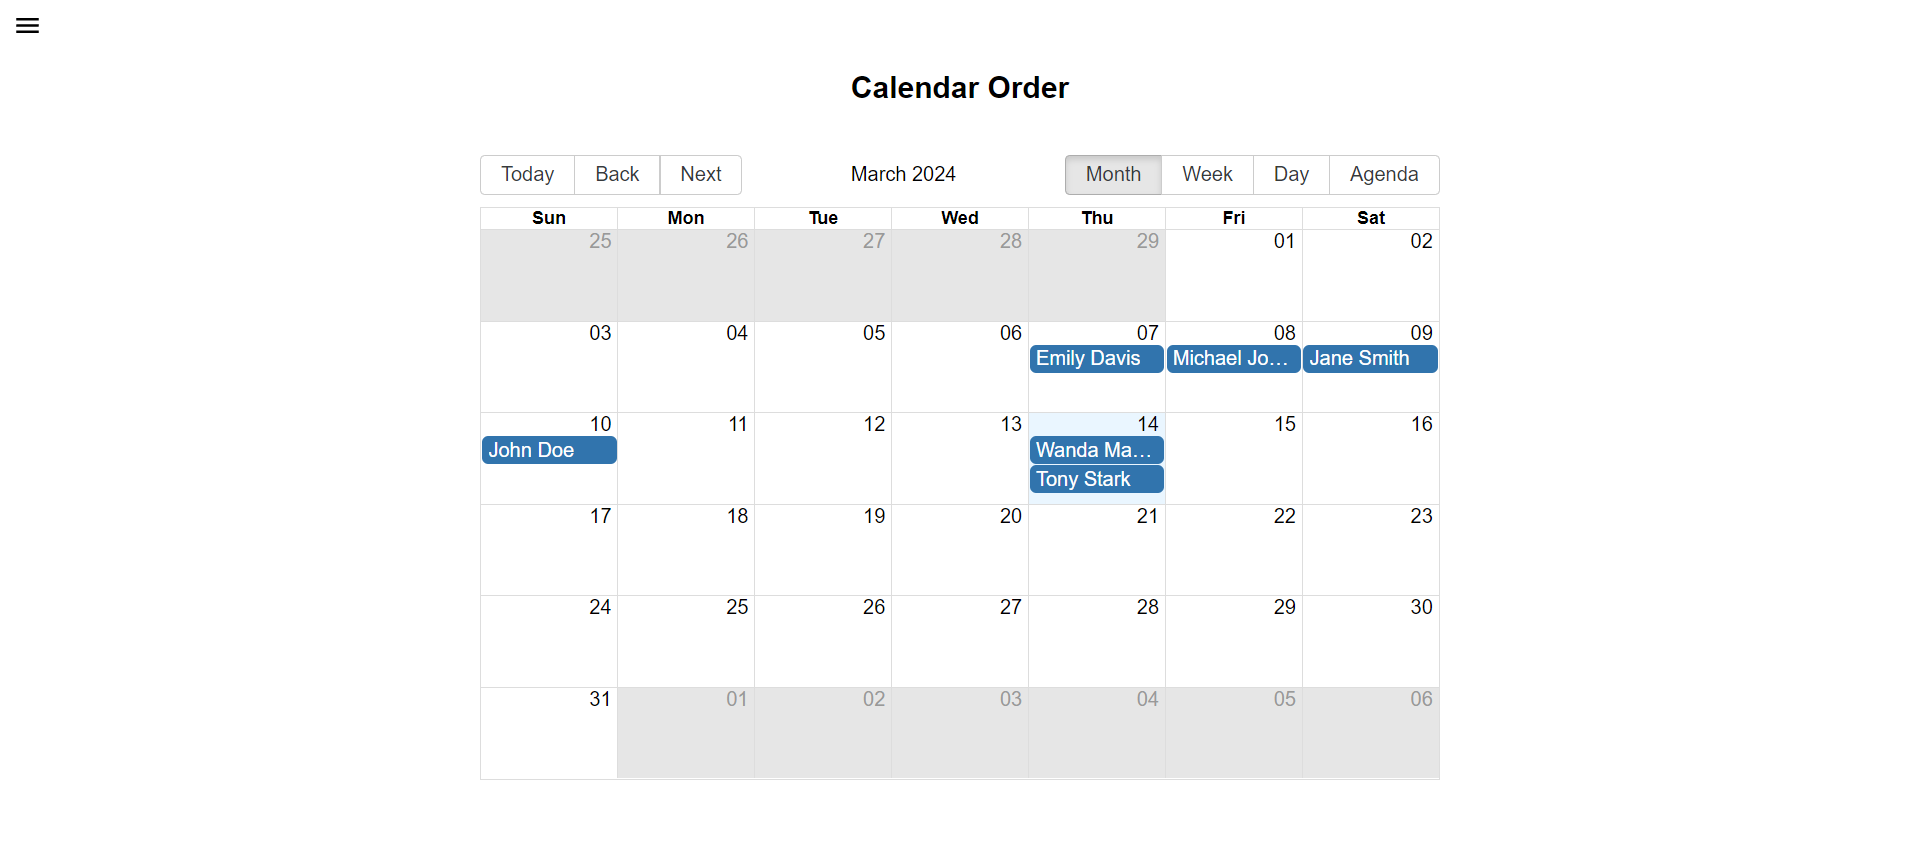 Calendar Order
Today Back Next March 2024 Month Week Day Agenda
Sun Mon Tue Wed Thu Fri Sat
25 26 27 28 29 01 02
03 04 05 06 07 08 09
Emily Davis Michael Jo... Jane Smith
10 11 12 13 14 15 16
John Doe Wanda Ma...
Tony Stark
17 18 19 20 21 22 23
24 25 26 27 28 29 30
31 01 02 03 04 05 06